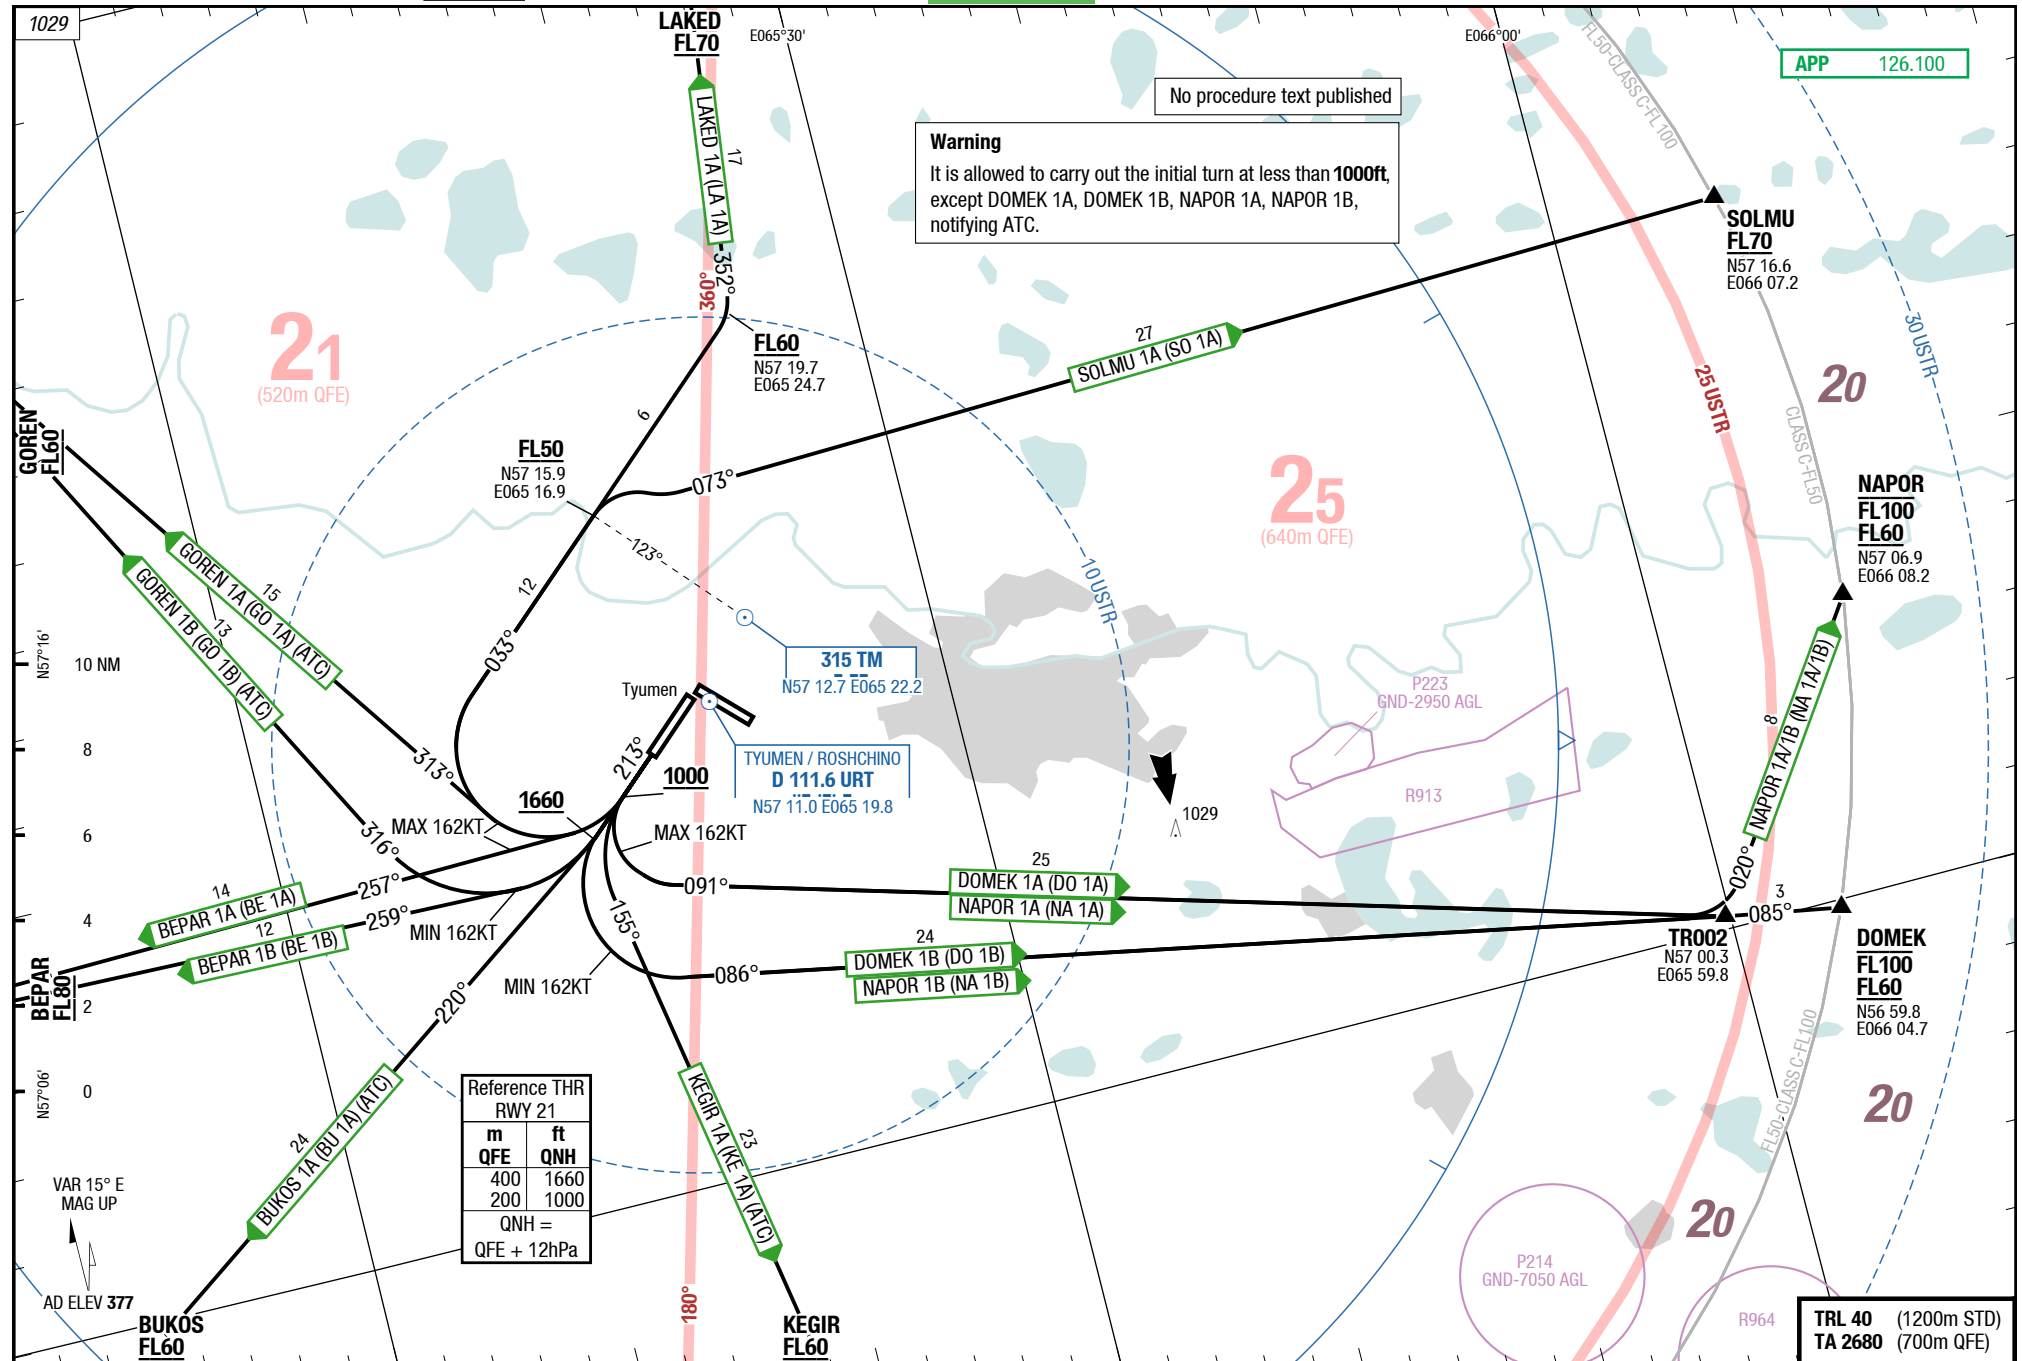 1029
LAKED
FL70
E065°30'
E066°00'
FL50-CLASS C-FL100
APP 126.100
No procedure text published
Warning
It is allowed to carry out the initial turn at less than 1000ft,
except DOMEK 1A, DOMEK 1B, NAPOR 1A, NAPOR 1B,
notifying ATC.
LAKED 1A (LA 1A)
17
352°
360°
SOLMU
FL70
N57 16.6
E066 07.2
21
(520m QFE)
FL60
N57 19.7
E065 24.7
27
SOLMU 1A (SO 1A)
30 USTR
25 USTR
20
CLASS C-FL50
GOREN
FL60
6
FL50
N57 15.9
E065 16.9
073°
25
(640m QFE)
NAPOR
FL100
FL60
N57 06.9
E066 08.2
123°
12
10 USTR
GOREN 1A (GO 1A) (ATC)
15
GOREN 1B (GO 1B) (ATC)
13
033°
315 TM
N57 12.7 E065 22.2
N57°16'
10 NM
Tyumen
P223
GND-2950 AGL
NAPOR 1A/1B (NA 1A/1B)
8
8
313°
213°
1000
TYUMEN / ROSHCHINO
D 111.6 URT
N57 11.0 E065 19.8
R913
1660
1029
6
316°
MAX 162KT
MAX 162KT
25
091°
DOMEK 1A (DO 1A)
NAPOR 1A (NA 1A)
020°
3
085°
14
BEPAR 1A (BE 1A)
257°
4
12
BEPAR 1B (BE 1B)
259°
MIN 162KT
155°
24
DOMEK 1B (DO 1B)
NAPOR 1B (NA 1B)
086°
TR002
N57 00.3
E065 59.8
DOMEK
FL100
FL60
N56 59.8
E066 04.7
BEPAR
FL80
2
220°
MIN 162KT
N57°06'
0
Reference THR
RWY 21
m ft
QFE QNH
400 1660
200 1000
QNH =
QFE + 12hPa
24
BUKOS 1A (BU 1A) (ATC)
KEGIR 1A (KE 1A) (ATC)
23
FL50-CLASS C-FL100
20
20
VAR 15° E
MAG UP
AD ELEV 377
BUKOS
FL60
180°
KEGIR
FL60
P214
GND-7050 AGL
R964
TRL 40 (1200m STD)
TA 2680 (700m QFE)